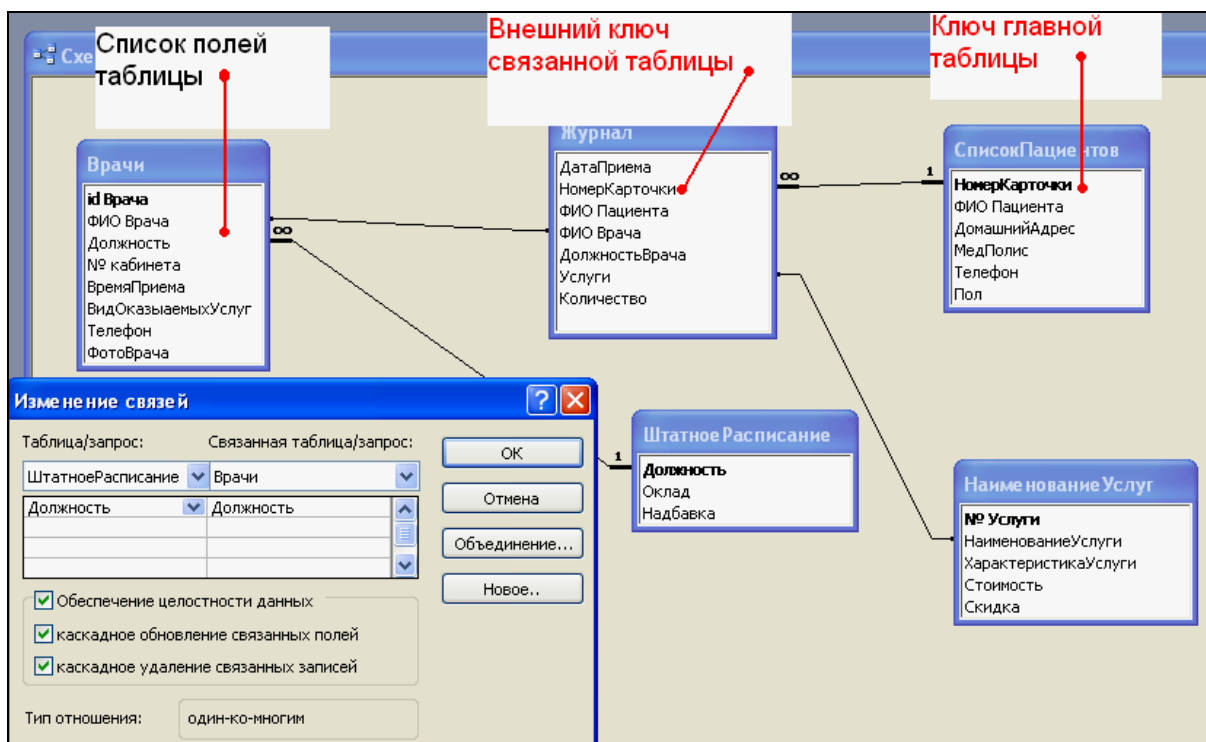 Список полей
таблицы
Внешний ключ
связанной таблицы
Ключ главной
таблицы
Схе
Врачи
id Врача
ФИО Врача
Должность
№ кабинета
ВремяПриема
ВидОказыаемыхУслуг
Телефон
ФотоВрача
∞
Журнал
ДатаПриема
НомерКарточки
ФИО Пациента
ФИО Врача
ДолжностьВрача
Услуги
Количество
∞
1
СписокПациентов
НомерКарточки
ФИО Пациента
ДомашнийАдрес
МедПолис
Телефон
Пол
1
ШтатноеРасписание
Должность
Оклад
Надбавка
НаименованиеУслуг
№ Услуги
НаименованиеУслуги
ХарактеристикаУслуги
Стоимость
Скидка
Изменение связей
Таблица/запрос: Связанная таблица/запрос:
ШтатноеРасписание Врачи
Должность Должность
ОК
Отмена
Объединение...
Новое..
Обеспечение целостности данных
каскадное обновление связанных полей
каскадное удаление связанных записей
Тип отношения: один-ко-многим